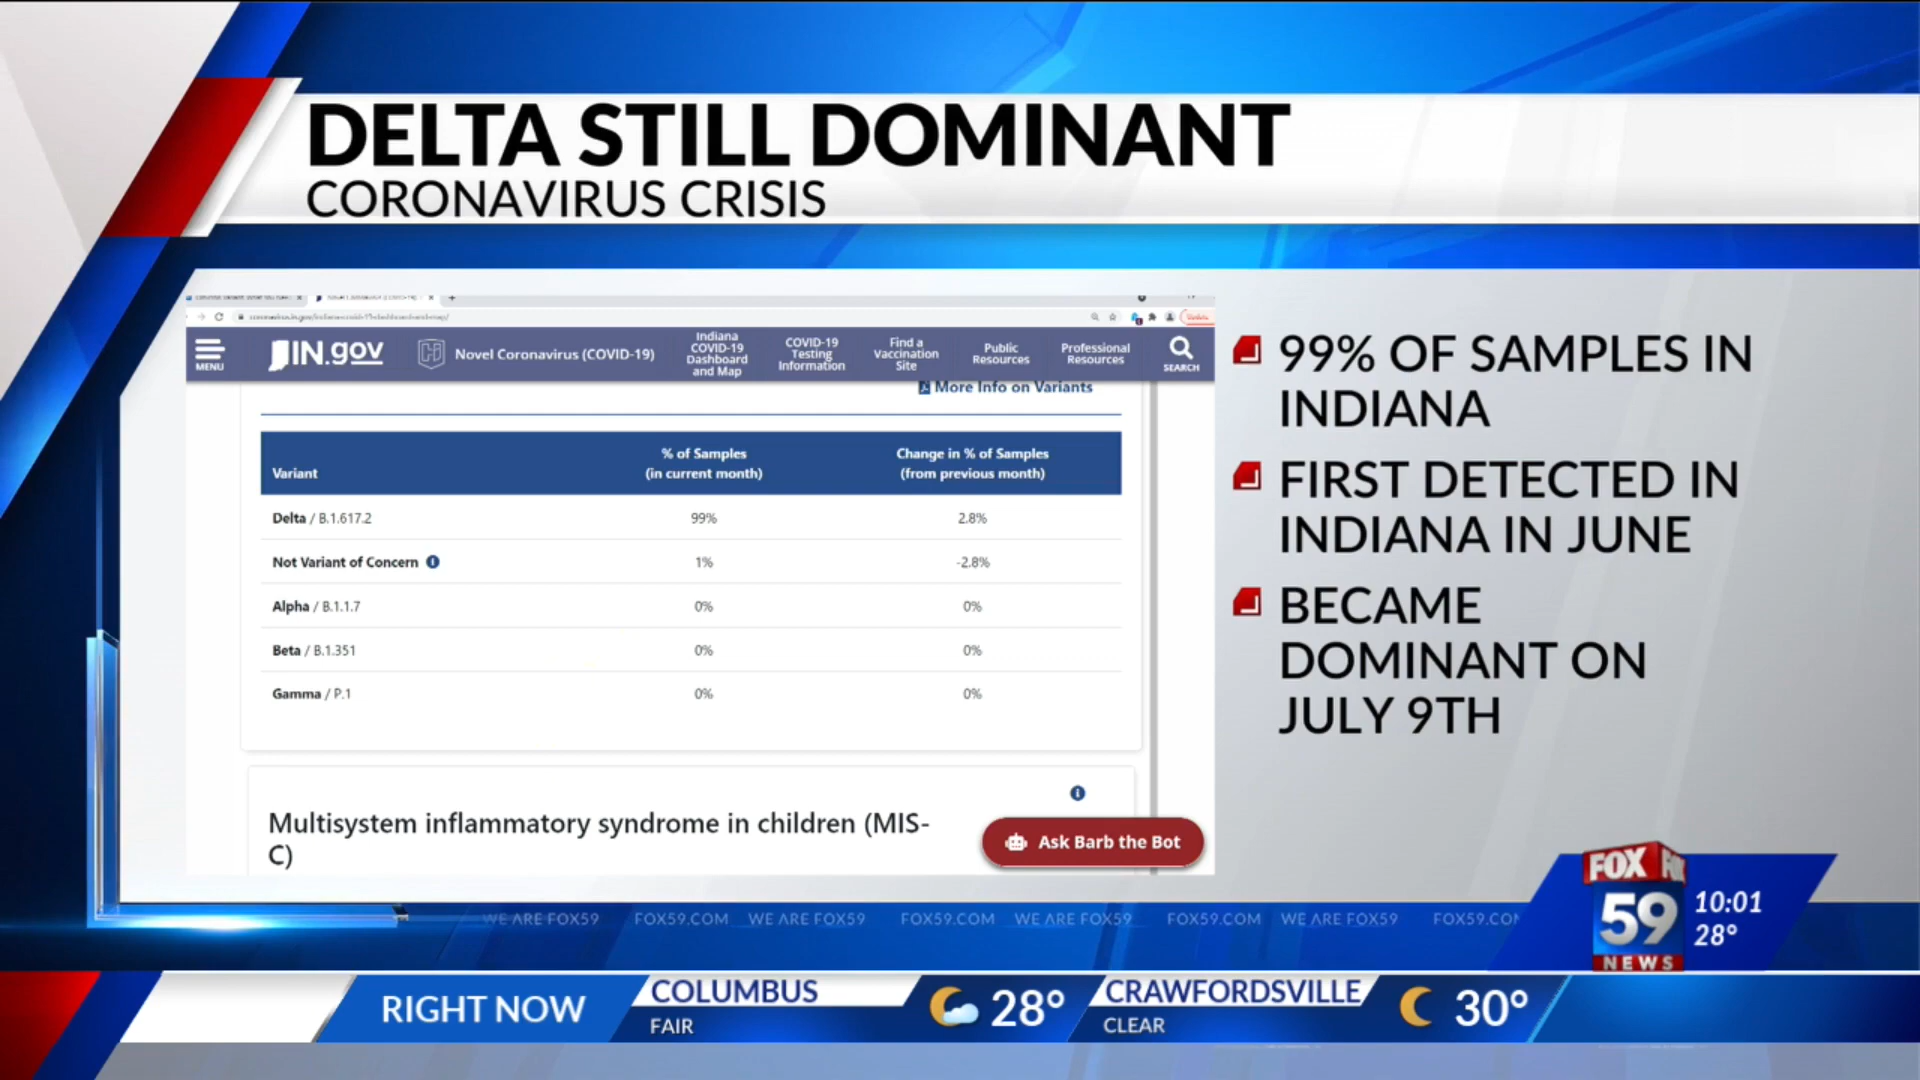 DELTA STILL DOMINANT
CORONAVIRUS CRISIS
MENU
IN.gov
Novel Coronavirus (COVID-19)
Indiana
COVID-19
Dashboard
and Map
COVID-19
Testing
Information
Find a
Vaccination
Site
Public
Resources
Professional
Resources
SEARCH
More Info on Variants
Variant
% of Samples
(in current month)
Change in % of Samples
(from previous month)
Delta / B.1.617.2 99% 2.8%
Not Variant of Concern 1% -2.8%
Alpha / B.1.1.7 0% 0%
Beta / B.1.351 0% 0%
Gamma / P.1 0% 0%
Multisystem inflammatory syndrome in children (MIS-
C)
Ask Barb the Bot
99% OF SAMPLES IN
INDIANA
FIRST DETECTED IN
INDIANA IN JUNE
BECAME
DOMINANT ON
JULY 9TH
WE ARE FOX59 FOX59.COM WE ARE FOX59 FOX59.COM WE ARE FOX59 FOX59.COM WE ARE FOX59 FOX59.COM
FOX
59
NEWS
10:01
28°
RIGHT NOW
COLUMBUS
FAIR
28°
CRAWFORDSVILLE
CLEAR
30°